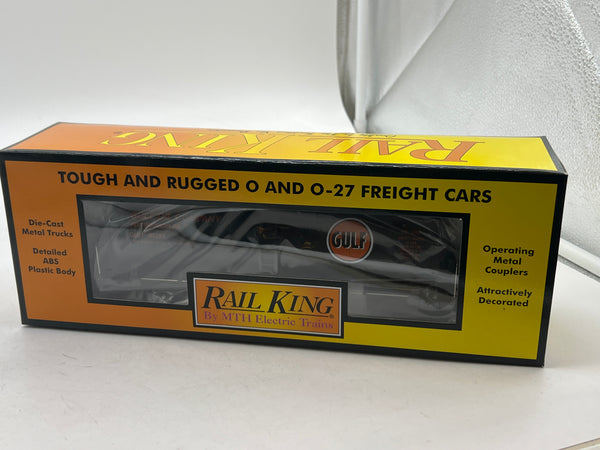 RAIL KING
TOUGH AND RUGGED O AND O-27 FREIGHT CARS
Die-Cast
Metal Trucks
Detailed
ABS
Plastic Body
GULF
Operating
Metal
Couplers
Attractively
Decorated
RAIL KING®
By MTH Electric Trains